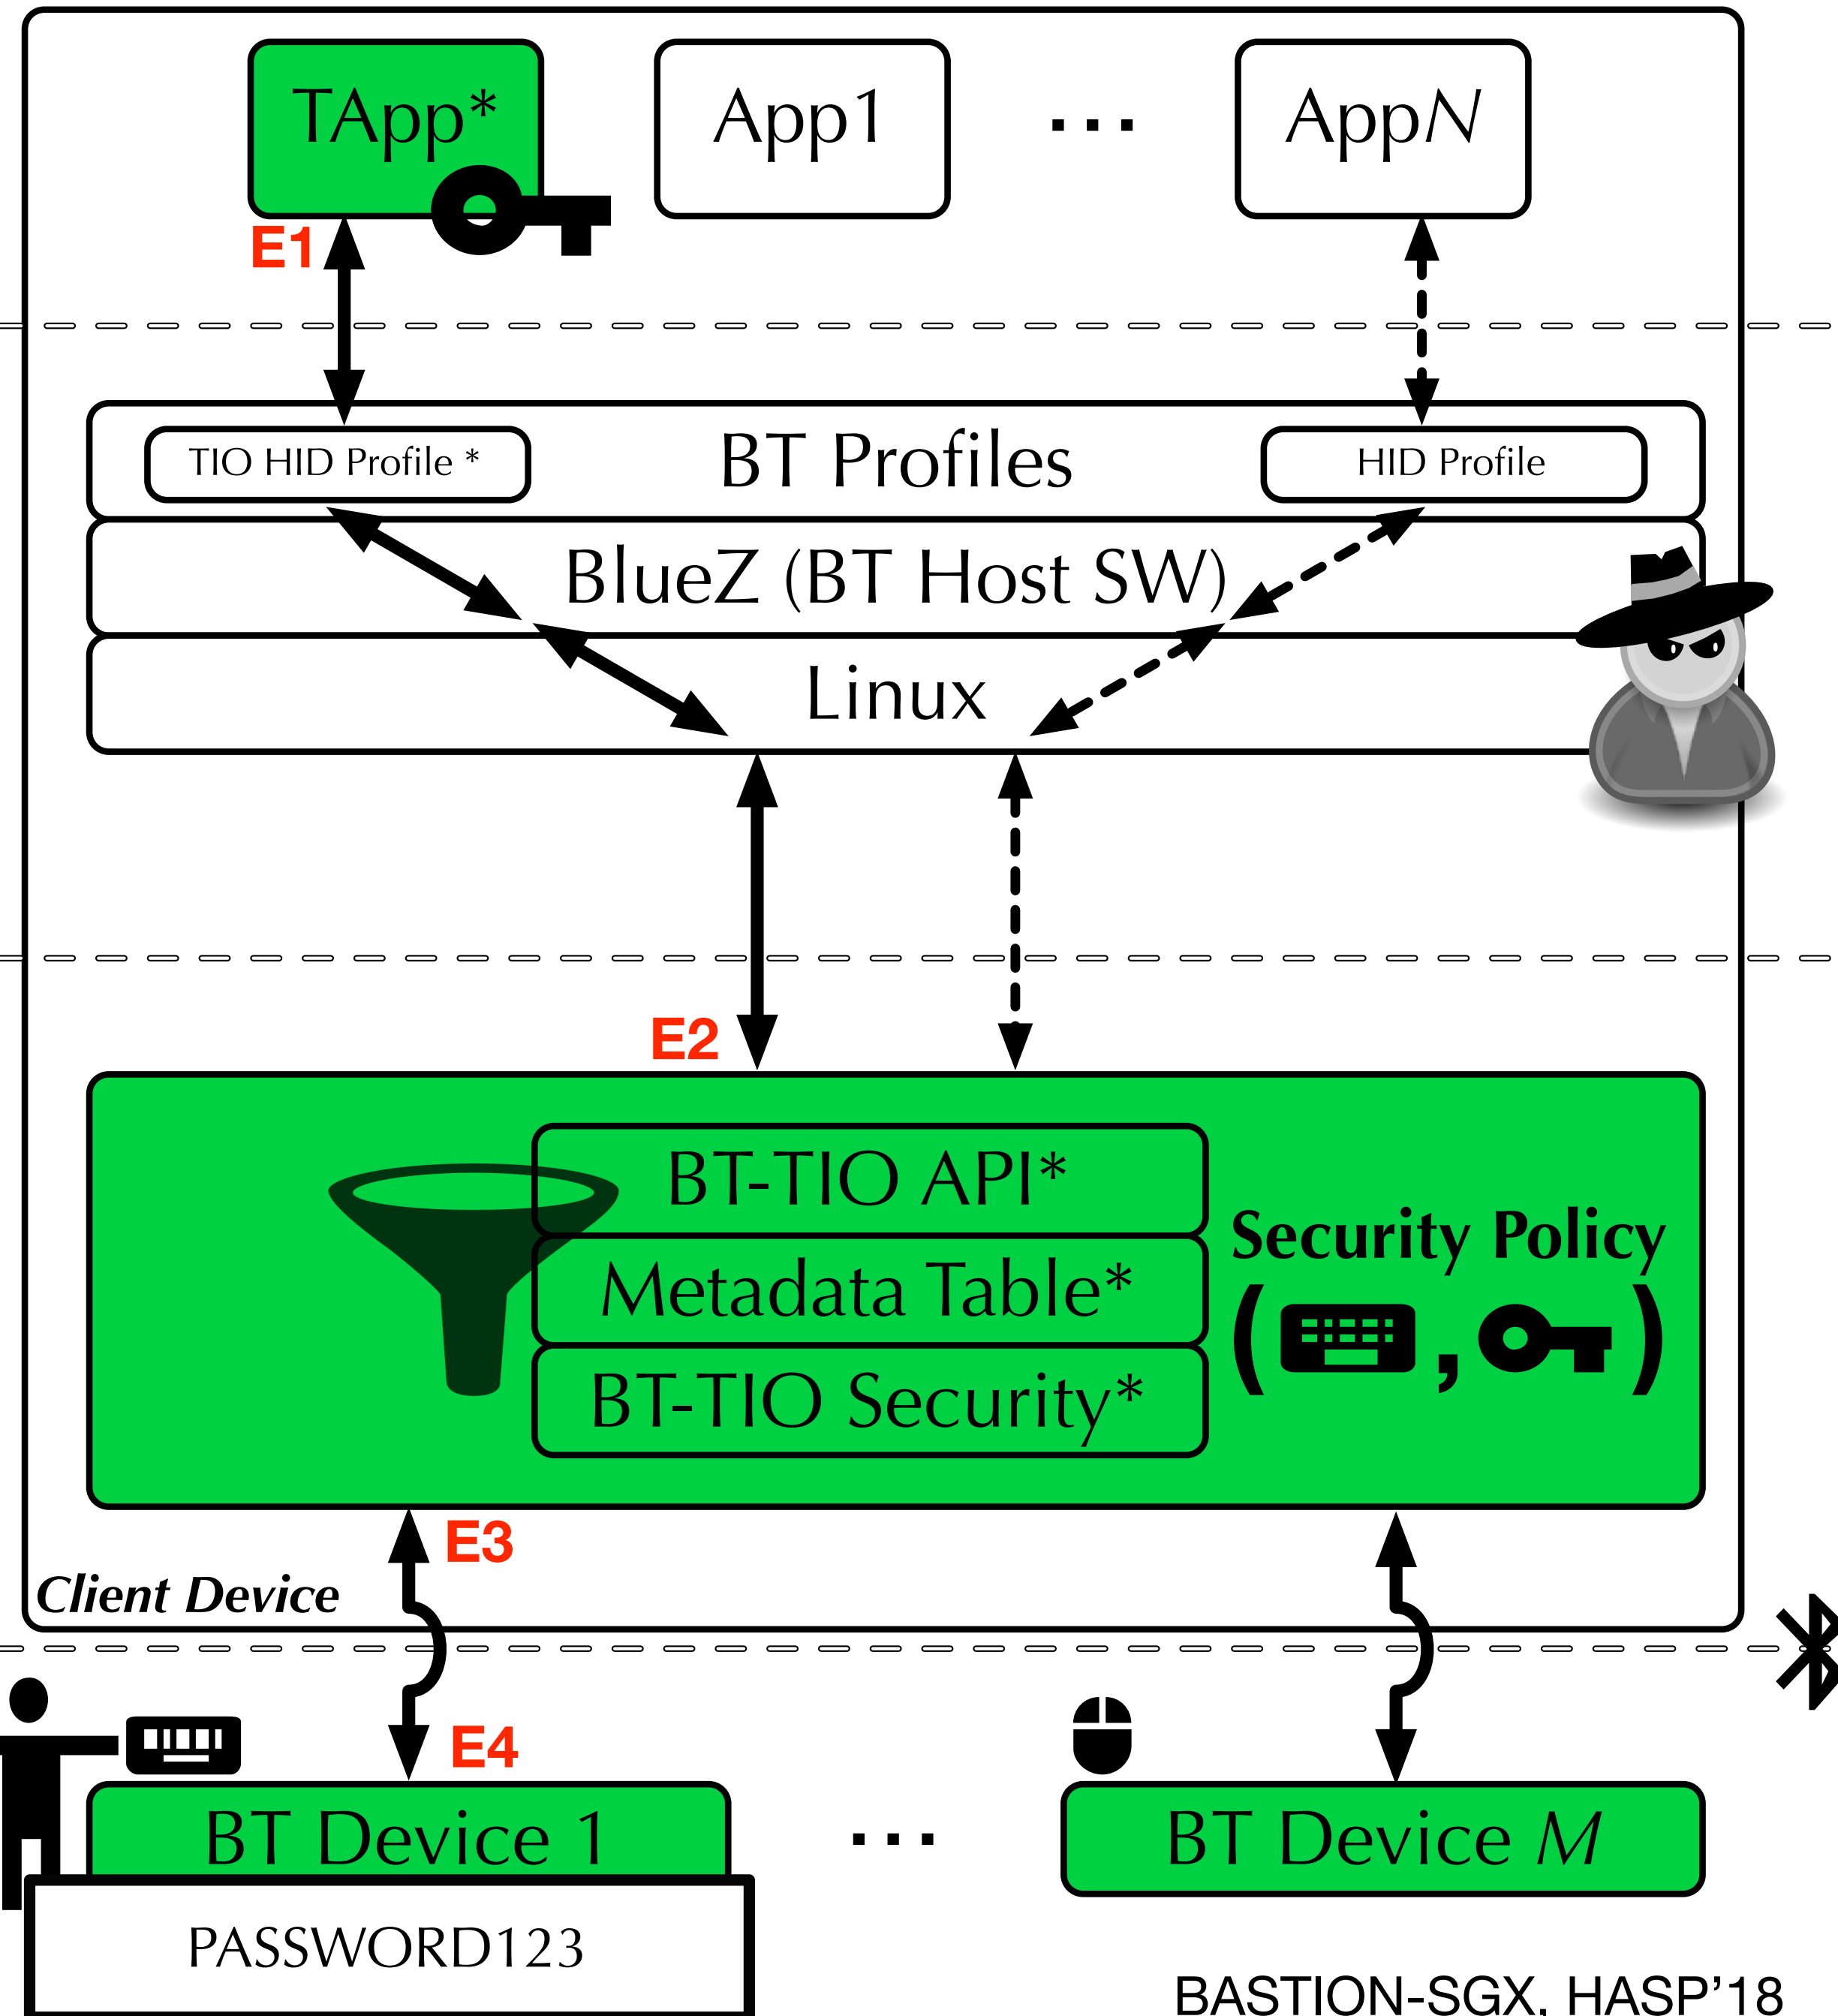 TApp*
App1
...
AppN
E1
TIO HID Profile *
BT Profiles
HID Profile
BlueZ (BT Host SW)
Linux
E2
BT-TIO API*
Metadata Table*
BT-TIO Security*
Security Policy
( , )
E3
Client Device
E4
BT Device 1
...
BT Device M
PASSWORD123
BASTION-SGX, HASP'18